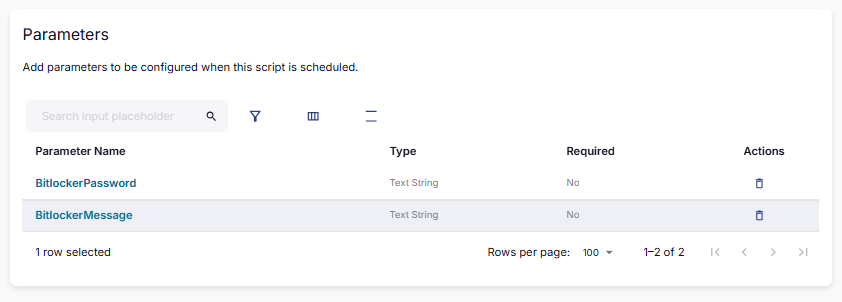 Parameters
Add parameters to be configured when this script is scheduled.
Search input placeholder
Parameter Name Type Required Actions
BitlockerPassword Text String No
BitlockerMessage Text String No
1 row selected Rows per page: 100 1–2 of 2